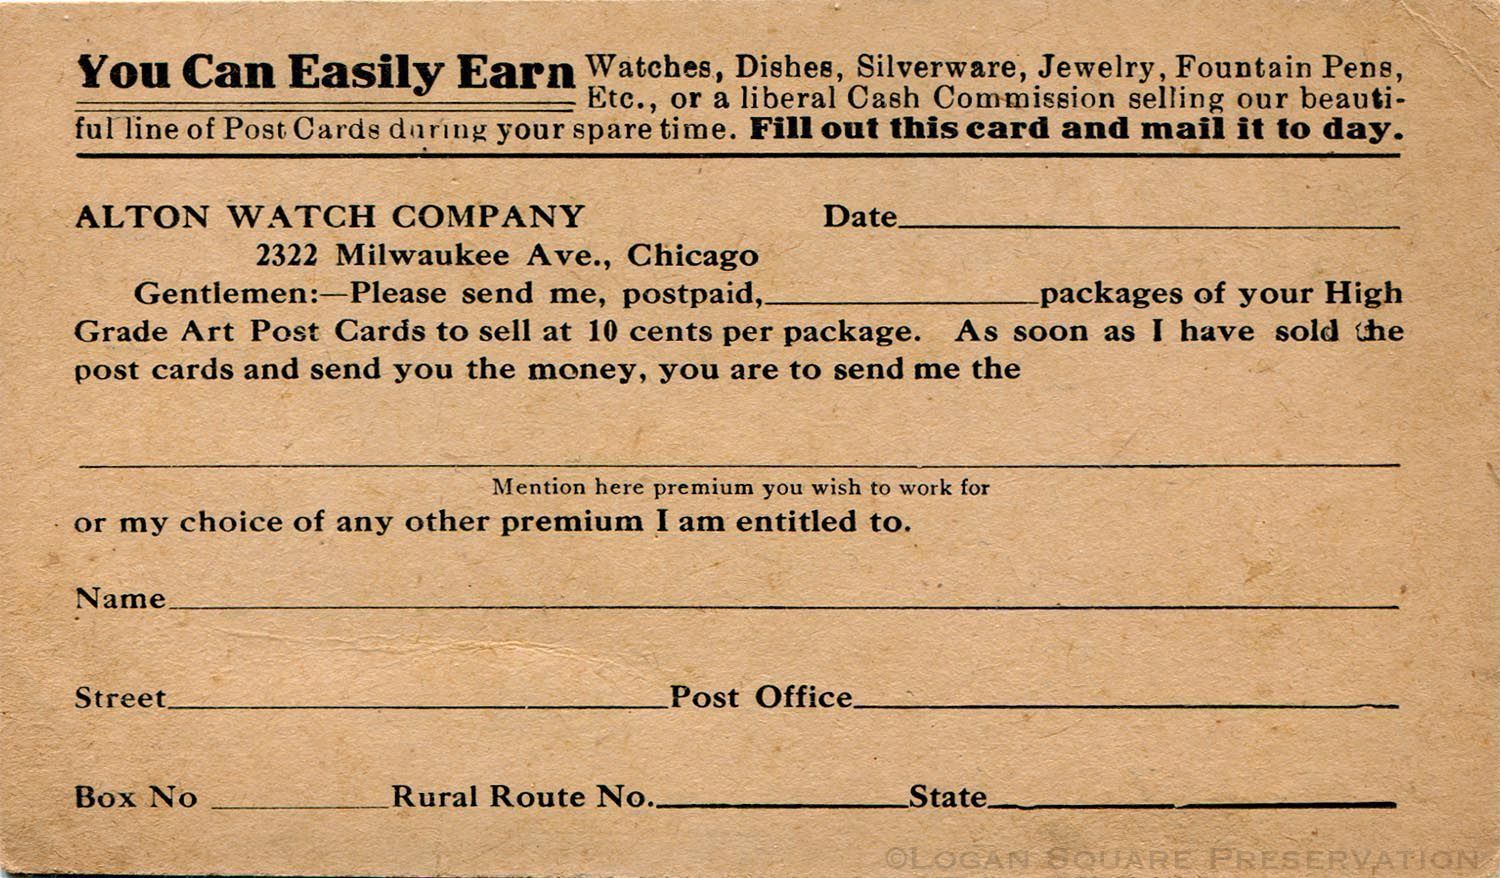 You Can Easily Earn Watches, Dishes, Silverware, Jewelry, Fountain Pens,
Etc., or a liberal Cash Commission selling our beauti-
ful line of Post Cards during your spare time. Fill out this card and mail it to day.
ALTON WATCH COMPANY Date
2322 Milwaukee Ave., Chicago
Gentlemen:—Please send me, postpaid, packages of your High
Grade Art Post Cards to sell at 10 cents per package. As soon as I have sold the
post cards and send you the money, you are to send me the
Mention here premium you wish to work for
or my choice of any other premium I am entitled to.
Name
Street Post Office
Box No Rural Route No. State
©LOGAN SQUARE PRESERVATION